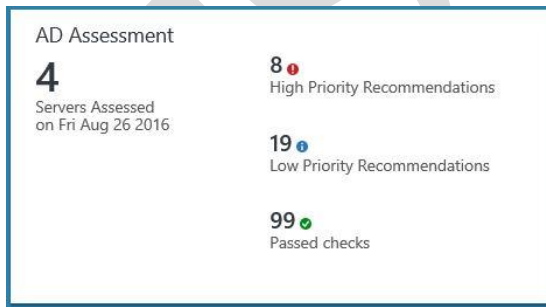 AD Assessment
4
Servers Assessed
on Fri Aug 26 2016
8
High Priority Recommendations
19
Low Priority Recommendations
99
Passed checks